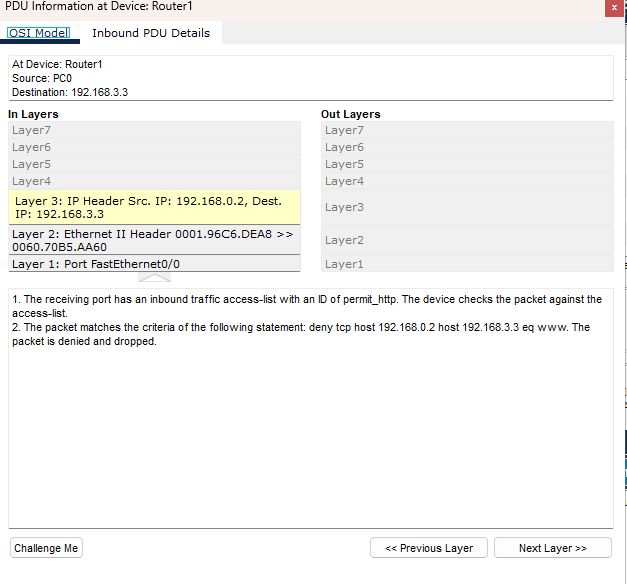 PDU Information at Device: Router1
x
OSI Model
Inbound PDU Details
At Device: Router1
Source: PC0
Destination: 192.168.3.3
In Layers
Layer7
Layer6
Layer5
Layer4
Layer 3: IP Header Src. IP: 192.168.0.2, Dest.
IP: 192.168.3.3
Layer 2: Ethernet II Header 0001.96C6.DEA8 >>
0060.70B5.AA60
Layer 1: Port FastEthernet0/0
Out Layers
Layer7
Layer6
Layer5
Layer4
Layer3
Layer2
Layer1
1. The receiving port has an inbound traffic access-list with an ID of permit_http. The device checks the packet against the
access-list.
2. The packet matches the criteria of the following statement: deny tcp host 192.168.0.2 host 192.168.3.3 eq www. The
packet is denied and dropped.
Challenge Me
<< Previous Layer
Next Layer >>